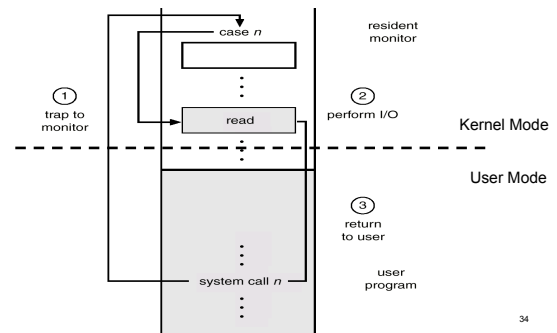 case n
resident
monitor
1
trap to
monitor
read
2
perform I/O
Kernel Mode
User Mode
3
return
to user
system call n
user
program
34